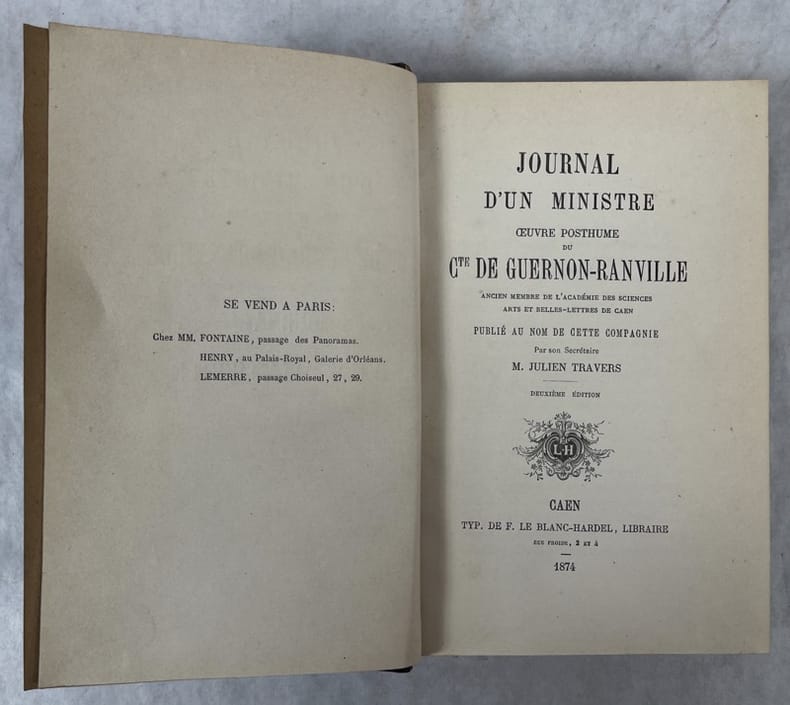 SE VEND A PARIS:
Chez MM. FONTAINE, passage des Panoramas.
HENRY, au Palais-Royal, Galerie d'Orléans.
LEMERRE, passage Choiseul, 27, 29.
JOURNAL
D'UN MINISTRE
ŒUVRE POSTHUME
DU
CTE DE GUERNON-RANVILLE
ANCIEN MEMBRE DE L'ACADÉMIE DES SCIENCES
ARTS ET BELLES-LETTRES DE CAEN
PUBLIÉ AU NOM DE CETTE COMPAGNIE
Par son Secrétaire
M. JULIEN TRAVERS
DEUXIÈME ÉDITION
L-H
CAEN
TYP. DE F. LE BLANC-HARDEL, LIBRAIRE
RUE FROIDE, 2 ET 4
1874